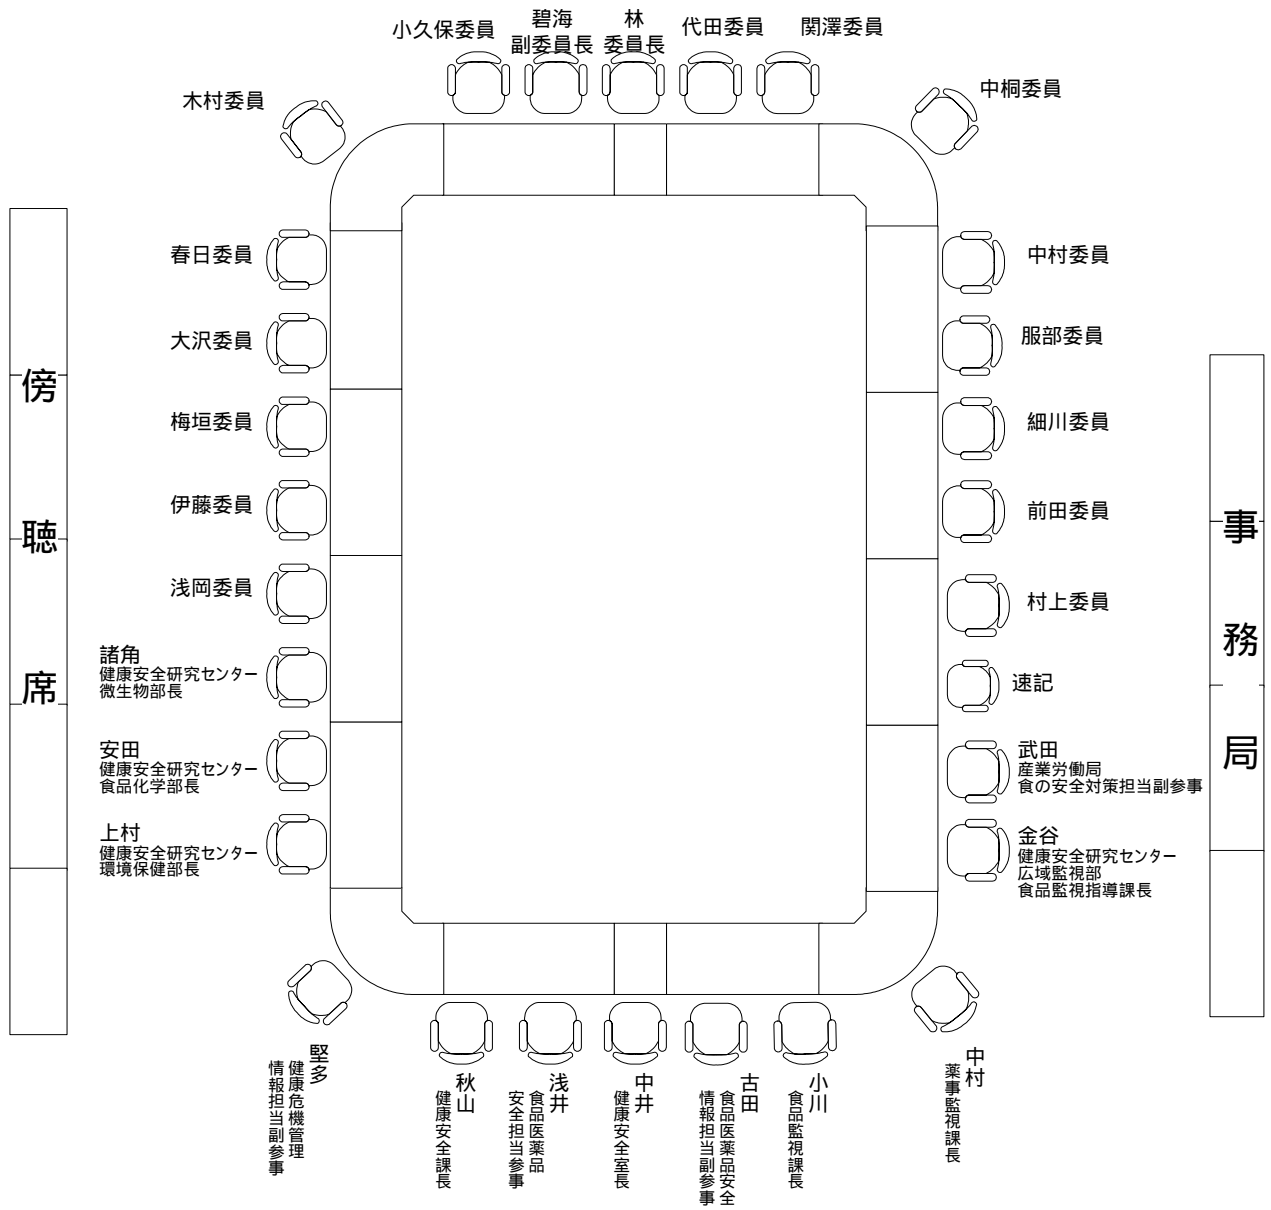 小久保委員
碧海
副委員長
林
委員長
代田委員
関澤委員
木村委員
中桐委員
春日委員
大沢委員
梅垣委員
伊藤委員
浅岡委員
諸角
健康安全研究センター
微生物部長
安田
健康安全研究センター
食品化学部長
上村
健康安全研究センター
環境保健部長
中村委員
服部委員
細川委員
前田委員
村上委員
速記
武田
産業労働局
食の安全対策担当副参事
金谷
健康安全研究センター
広域監視部
食品監視指導課長
傍聴席
事務局
堅多
健康危機管理
情報担当副参事
秋山
健康安全課長
浅井
食品医薬品
安全担当参事
中井
健康安全室長
古田
食品医薬品安全
情報担当副参事
小川
食品監視課長
中村
薬事監視課長